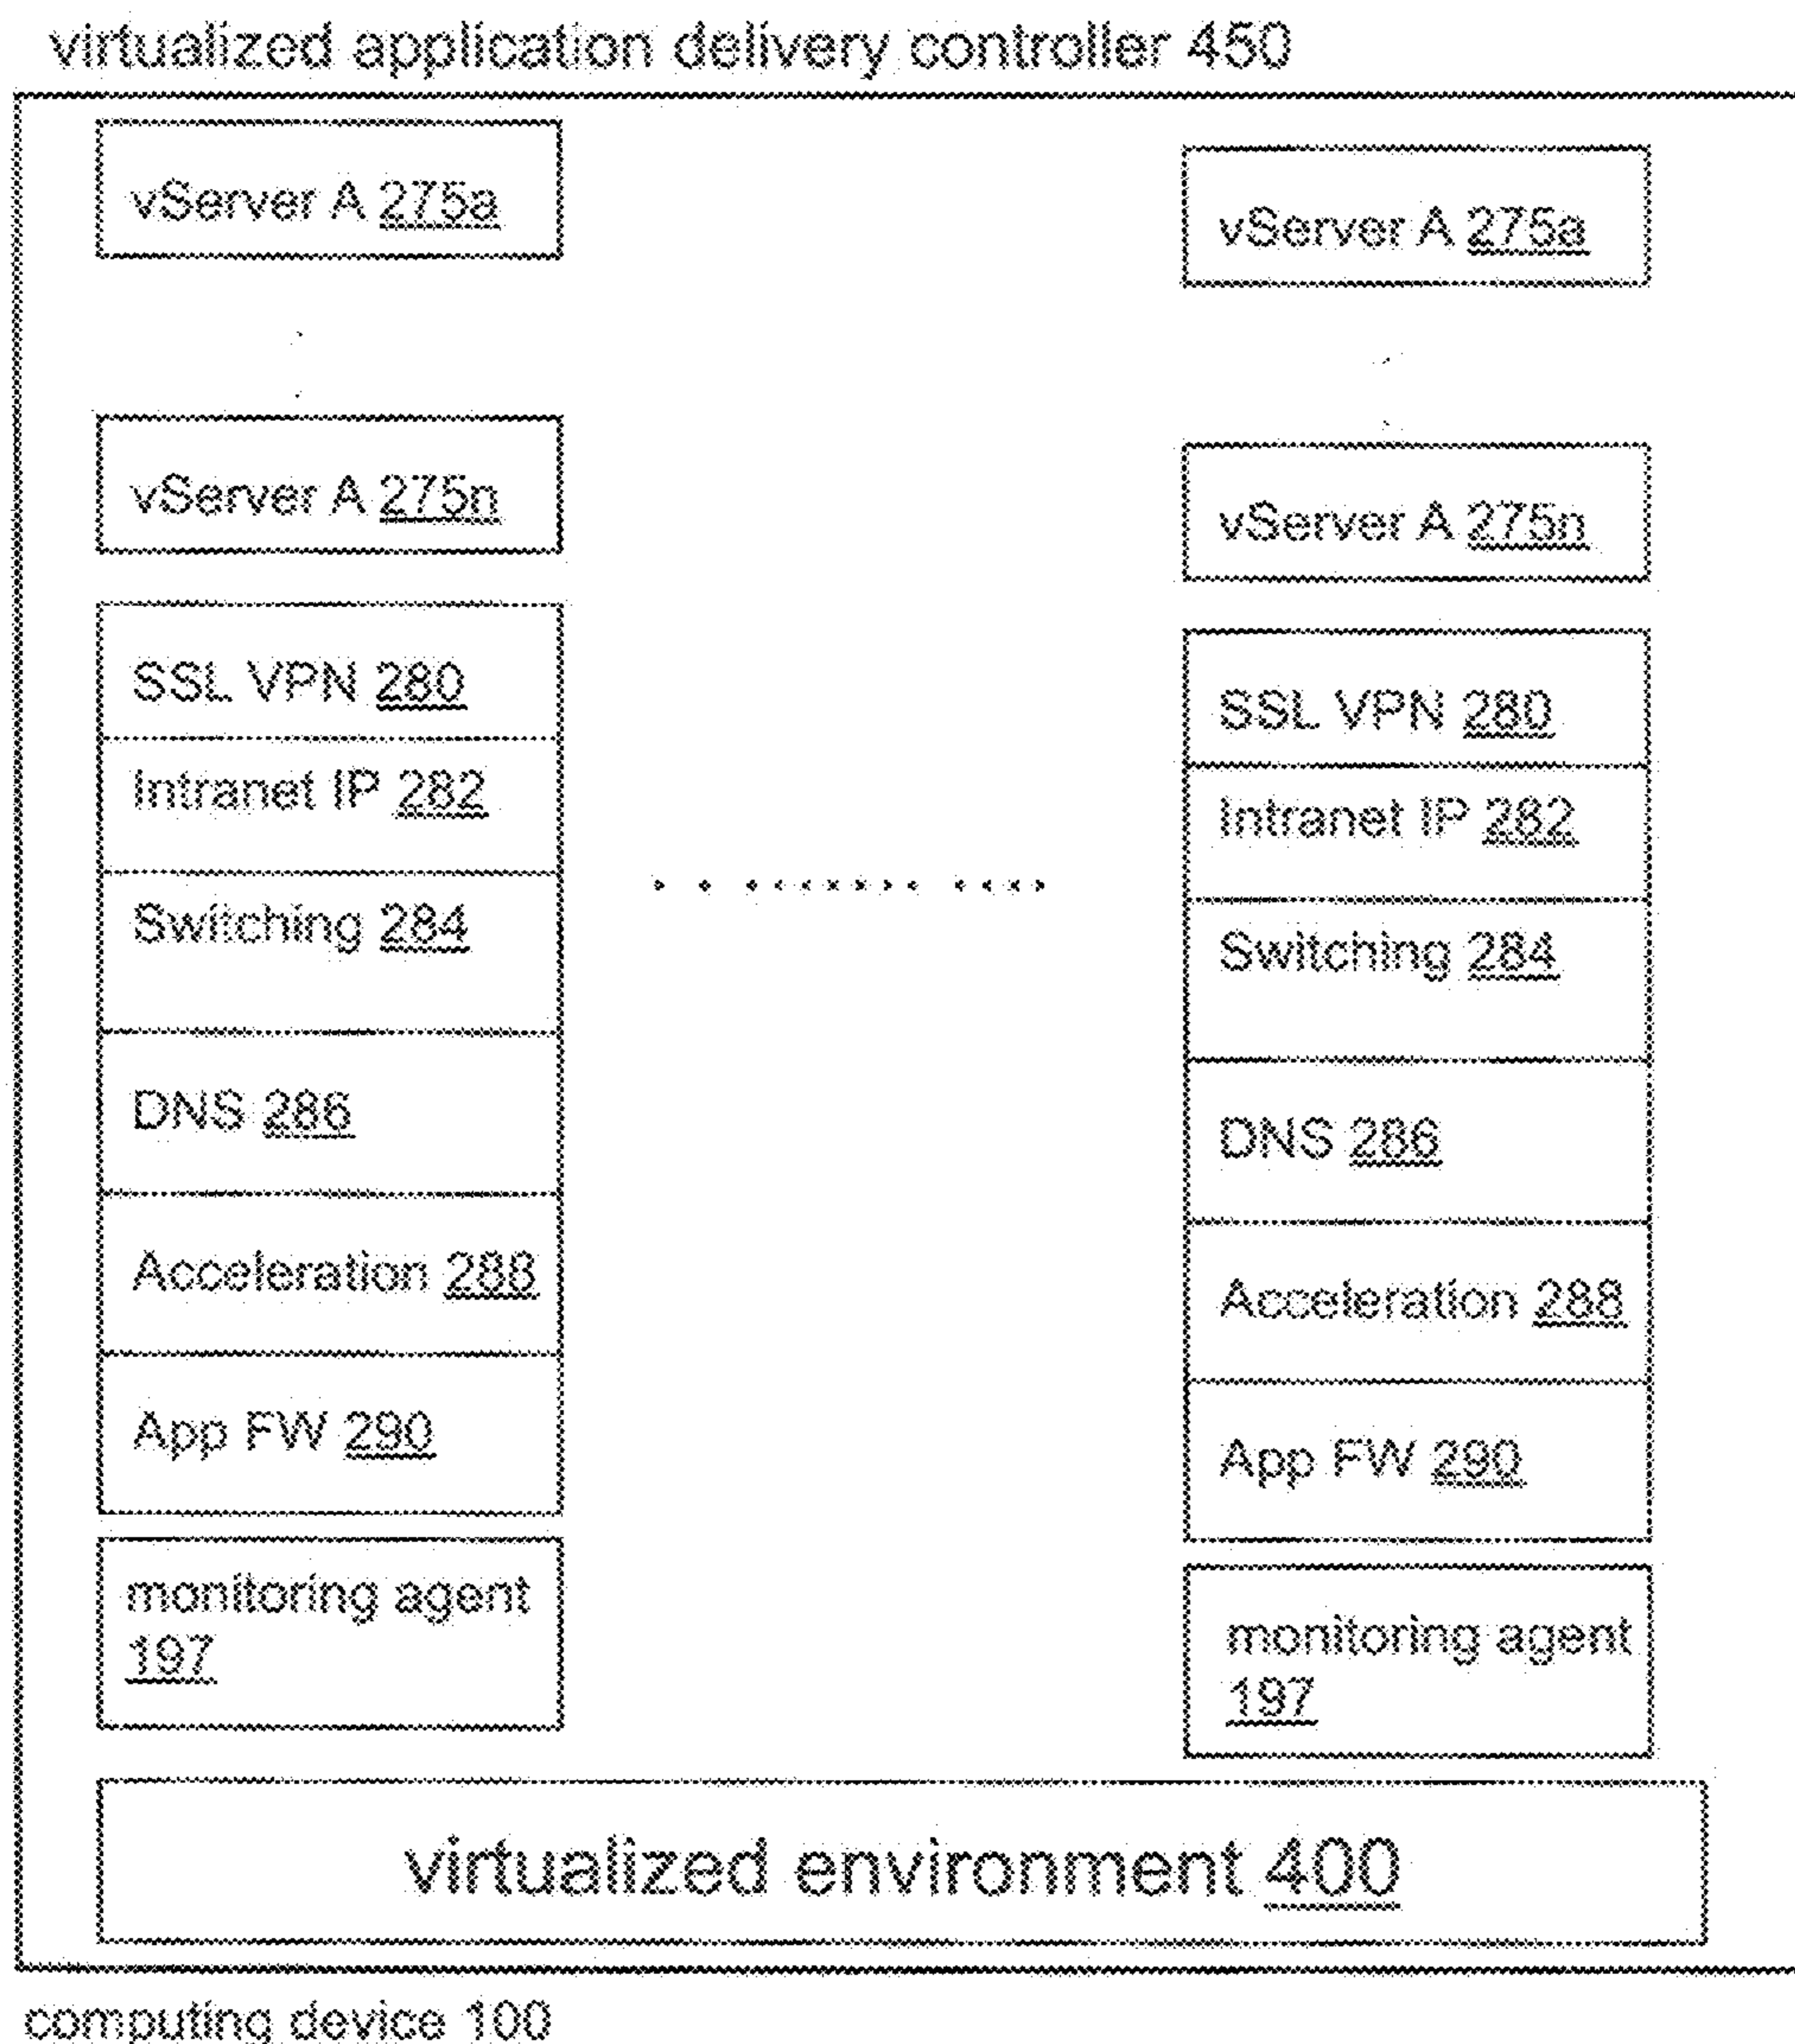 virtualized application delivery controller 450
vServer A 275a
vServer A 275n
SSL VPN 280
Intranet IP 282
Switching 284
DNS 286
Acceleration 288
App FW 290
monitoring agent
197
vServer A 275a
vServer A 275n
SSL VPN 280
Intranet IP 282
Switching 284
DNS 286
Acceleration 288
App FW 290
monitoring agent
197
virtualized environment 400
computing device 100